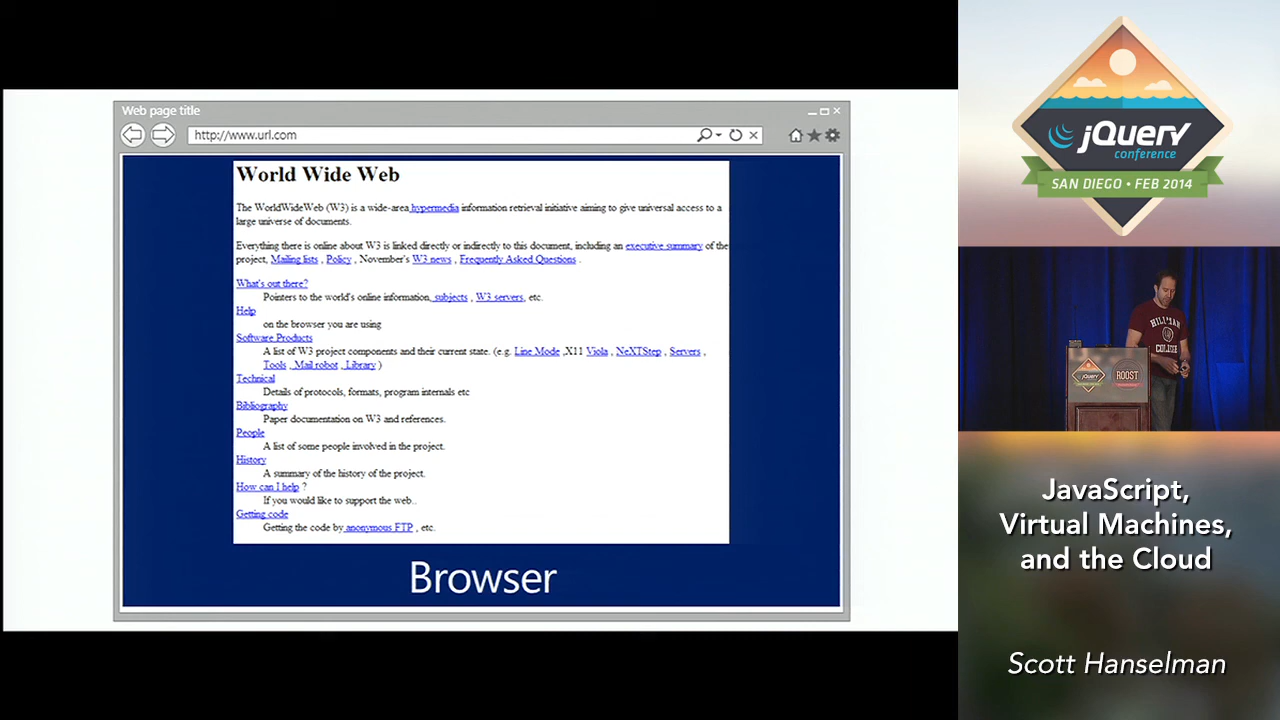 Web page title
http://www.url.com
World Wide Web
The WorldWideWeb (W3) is a wide-area hypermedia information retrieval initiative aiming to give universal access to a
large universe of documents.
Everything there is online about W3 is linked directly or indirectly to this document, including an executive summary of the
project, Mailing lists , Policy , November's W3 news , Frequently Asked Questions .
What's out there?
Pointers to the world's online information, subjects , W3 servers, etc.
Help
on the browser you are using
Software Products
A list of W3 project components and their current state. (e.g. Line Mode ,X11 Viola , NeXTStep , Servers ,
Tools , Mail robot , Library )
Technical
Details of protocols, formats, program internals etc
Bibliography
Paper documentation on W3 and references.
People
A list of some people involved in the project.
History
A summary of the history of the project.
How can I help ?
If you would like to support the web..
Getting code
Getting the code by anonymous FTP , etc.
Browser
jQuery
conference
SAN DIEGO • FEB 2014
HILLMAN
COLLEGE
jQuery
ROOST
JavaScript,
Virtual Machines,
and the Cloud
Scott Hanselman